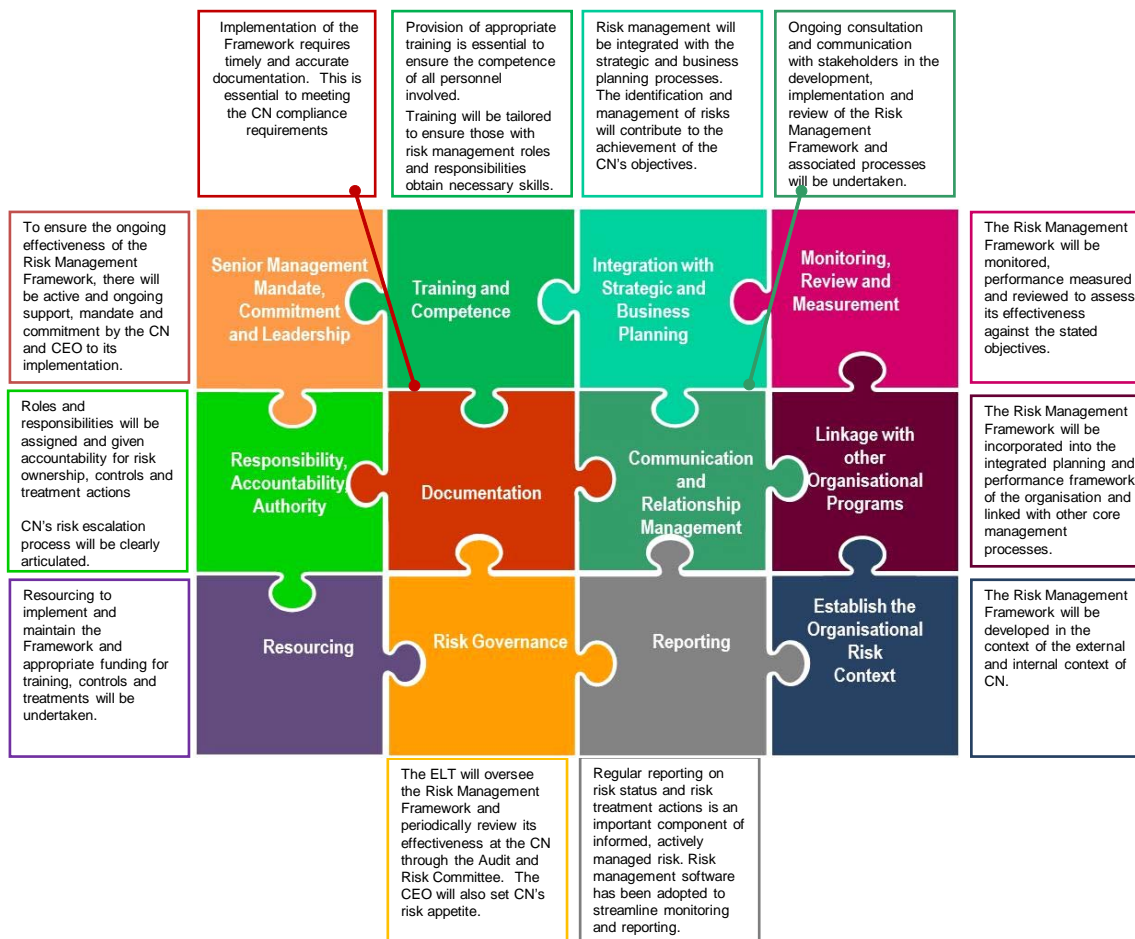 Implementation of the
Framework requires
timely and accurate
documentation. This is
essential to meeting
the CN compliance
requirements
Provision of appropriate
training is essential to
ensure the competence
of all personnel
involved.
Training will be tailored
to ensure those with
risk management roles
and responsibilities
obtain necessary skills.
Risk management will
be integrated with the
strategic and business
planning processes.
The identification and
management of risks
will contribute to the
achievement of the
CN's objectives.
Ongoing consultation
and communication
with stakeholders in the
development,
implementation and
review of the Risk
Management
Framework and
associated processes
will be undertaken.
To ensure the ongoing
effectiveness of the
Risk Management
Framework, there will
be active and ongoing
support, mandate and
commitment by the CN
and CEO to its
implementation.
Senior Management
Mandate,
Commitment
and Leadership
Training and
Competence
Integration with
Strategic and
Business
Planning
Monitoring,
Review and
Measurement
The Risk Management
Framework will be
monitored,
performance measured
and reviewed to assess
its effectiveness
against the stated
objectives.
Roles and
responsibilities will be
assigned and given
accountability for risk
ownership, controls and
treatment actions
CN's risk escalation
process will be clearly
articulated.
Responsibility,
Accountability,
Authority
Documentation
Communication
and
Relationship
Management
Linkage with
other
Organisational
Programs
The Risk Management
Framework will be
incorporated into the
integrated planning and
performance framework
of the organisation and
linked with other core
management
processes.
Resourcing to
implement and
maintain the
Framework and
appropriate funding for
training, controls and
treatments will be
undertaken.
Resourcing
Risk Governance
Reporting
Establish the
Organisational
Risk
Context
The Risk Management
Framework will be
developed in the
context of the external
and internal context of
CN.
The ELT will oversee
the Risk Management
Framework and
periodically review its
effectiveness at the CN
through the Audit and
Risk Committee. The
CEO will also set CN's
risk appetite.
Regular reporting on
risk status and risk
treatment actions is an
important component of
informed, actively
managed risk. Risk
management software
has been adopted to
streamline monitoring
and reporting.